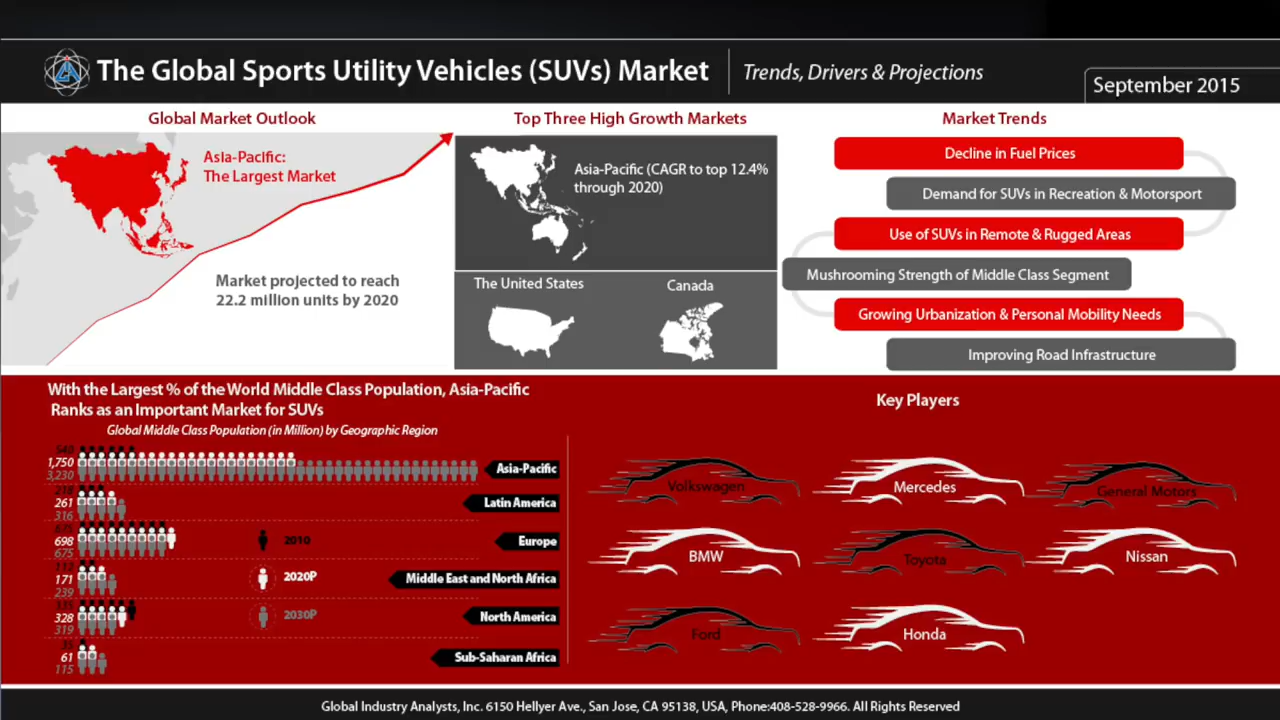 The Global Sports Utility Vehicles (SUVs) Market
Trends, Drivers & Projections
September 2015
Global Market Outlook
Asia-Pacific:
The Largest Market
Market projected to reach
22.2 million units by 2020
Top Three High Growth Markets
Asia-Pacific (CAGR to top 12.4%
through 2020)
The United States
Canada
Market Trends
Decline in Fuel Prices
Demand for SUVs in Recreation & Motorsport
Use of SUVs in Remote & Rugged Areas
Mushrooming Strength of Middle Class Segment
Growing Urbanization & Personal Mobility Needs
Improving Road Infrastructure
With the Largest % of the World Middle Class Population, Asia-Pacific
Ranks as an Important Market for SUVs
Global Middle Class Population (in Million) by Geographic Region
1,750
3,230
Asia-Pacific
261
316
Latin America
698
675
Europe
171
239
Middle East and North Africa
328
319
North America
61
115
Sub-Saharan Africa
2010
2020P
2030P
Key Players
Volkswagen
Mercedes
General Motors
BMW
Toyota
Nissan
Ford
Honda
Global Industry Analysts, Inc. 6150 Hellyer Ave., San Jose, CA 95138, USA, Phone:408-528-9966. All Rights Reserved